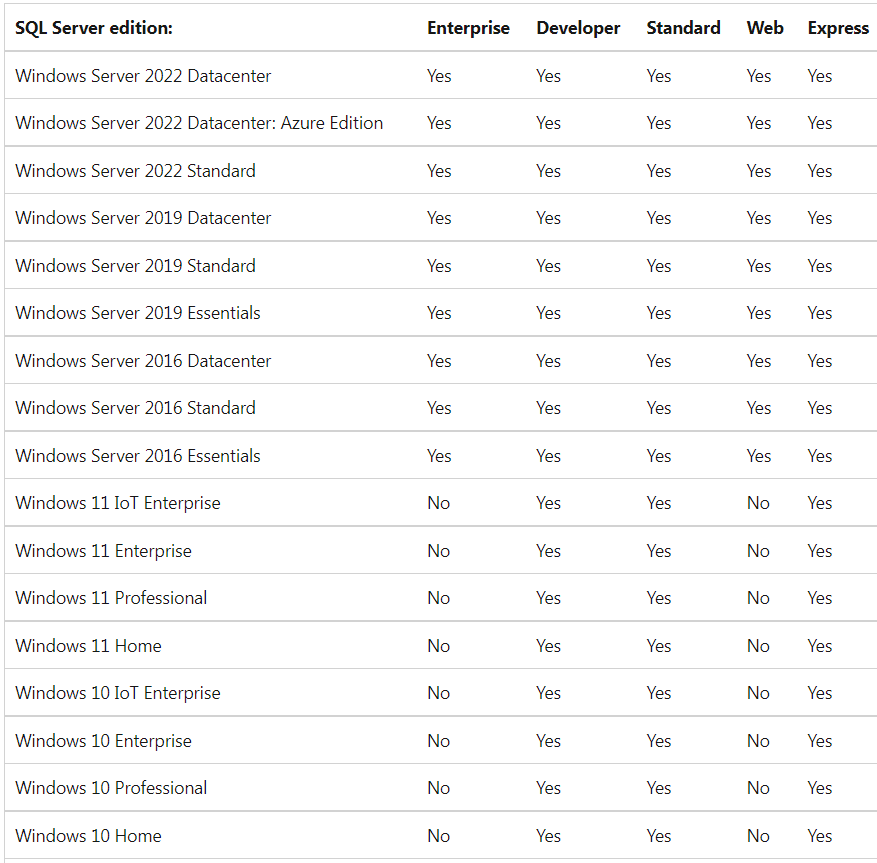 SQL Server edition: Enterprise Developer Standard Web Express
Windows Server 2022 Datacenter Yes Yes Yes Yes Yes
Windows Server 2022 Datacenter: Azure Edition Yes Yes Yes Yes Yes
Windows Server 2022 Standard Yes Yes Yes Yes Yes
Windows Server 2019 Datacenter Yes Yes Yes Yes Yes
Windows Server 2019 Standard Yes Yes Yes Yes Yes
Windows Server 2019 Essentials Yes Yes Yes Yes Yes
Windows Server 2016 Datacenter Yes Yes Yes Yes Yes
Windows Server 2016 Standard Yes Yes Yes Yes Yes
Windows Server 2016 Essentials Yes Yes Yes Yes Yes
Windows 11 IoT Enterprise No Yes Yes No Yes
Windows 11 Enterprise No Yes Yes No Yes
Windows 11 Professional No Yes Yes No Yes
Windows 11 Home No Yes Yes No Yes
Windows 10 IoT Enterprise No Yes Yes No Yes
Windows 10 Enterprise No Yes Yes No Yes
Windows 10 Professional No Yes Yes No Yes
Windows 10 Home No Yes Yes No Yes